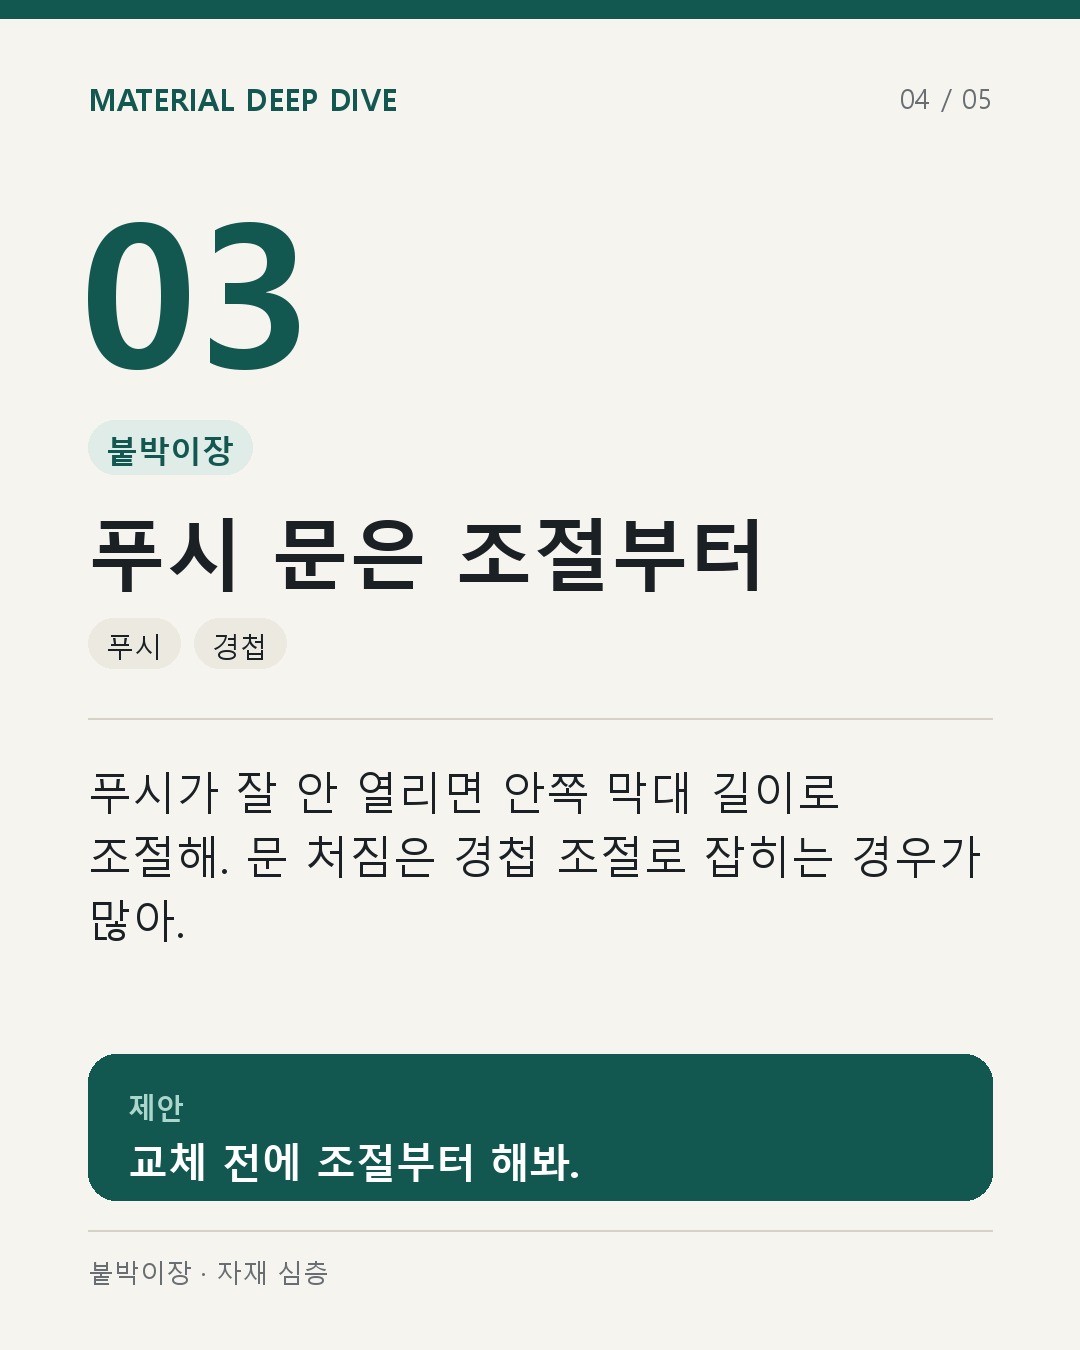 MATERIAL DEEP DIVE
04 / 05
03
붙박이장
푸시 문은 조절부터
푸시
경첩
푸시가 잘 안 열리면 안쪽 막대 길이로
조절해. 문 처짐은 경첩 조절로 잡히는 경우가
많아.
제안
교체 전에 조절부터 해봐.
붙박이장 · 자재 심층